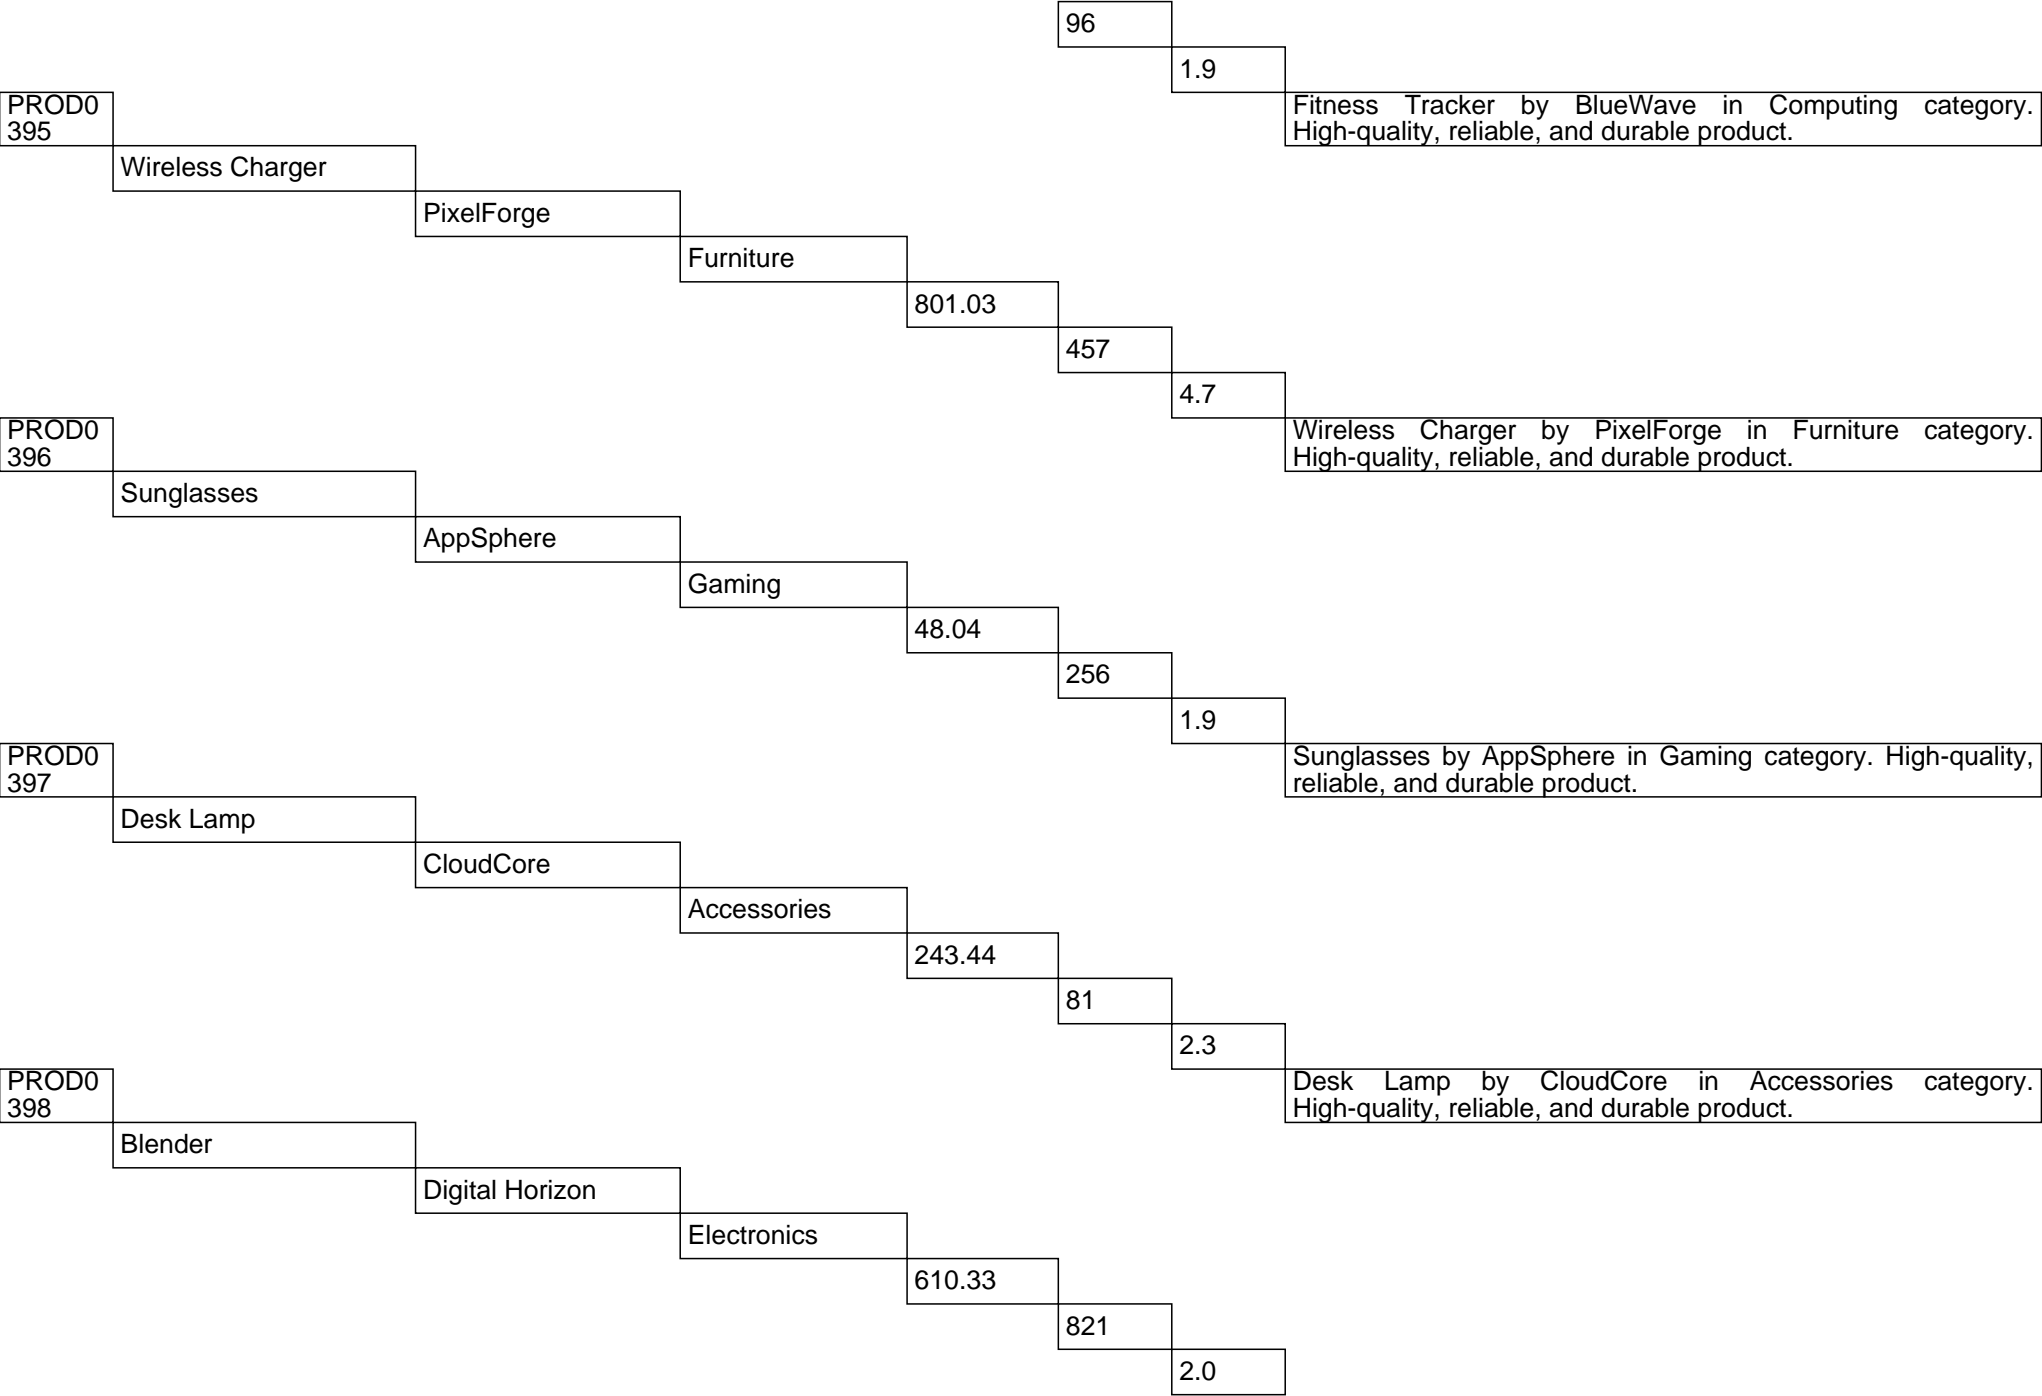 96
1.9
PROD0
395
Fitness Tracker by BlueWave in Computing category.
High-quality, reliable, and durable product.
Wireless Charger
PixelForge
Furniture
801.03
457
4.7
PROD0
396
Wireless Charger by PixelForge in Furniture category.
High-quality, reliable, and durable product.
Sunglasses
AppSphere
Gaming
48.04
256
1.9
PROD0
397
Sunglasses by AppSphere in Gaming category. High-quality,
reliable, and durable product.
Desk Lamp
CloudCore
Accessories
243.44
81
2.3
PROD0
398
Desk Lamp by CloudCore in Accessories category.
High-quality, reliable, and durable product.
Blender
Digital Horizon
Electronics
610.33
821
2.0